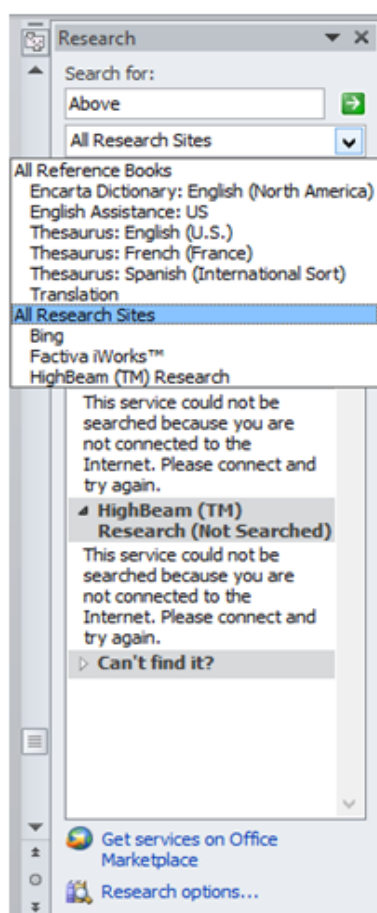 Research
Search for:
Above
All Research Sites
All Reference Books
Encarta Dictionary: English (North America)
English Assistance: US
Thesaurus: English (U.S.)
Thesaurus: French (France)
Thesaurus: Spanish (International Sort)
Translation
All Research Sites
Bing
Factiva iWorks™
HighBeam (TM) Research
This service could not be
searched because you are
not connected to the
Internet. Please connect and
try again.
HighBeam (TM)
Research (Not Searched)
This service could not be
searched because you are
not connected to the
Internet. Please connect and
try again.
Can't find it?
Get services on Office
Marketplace
Research options...